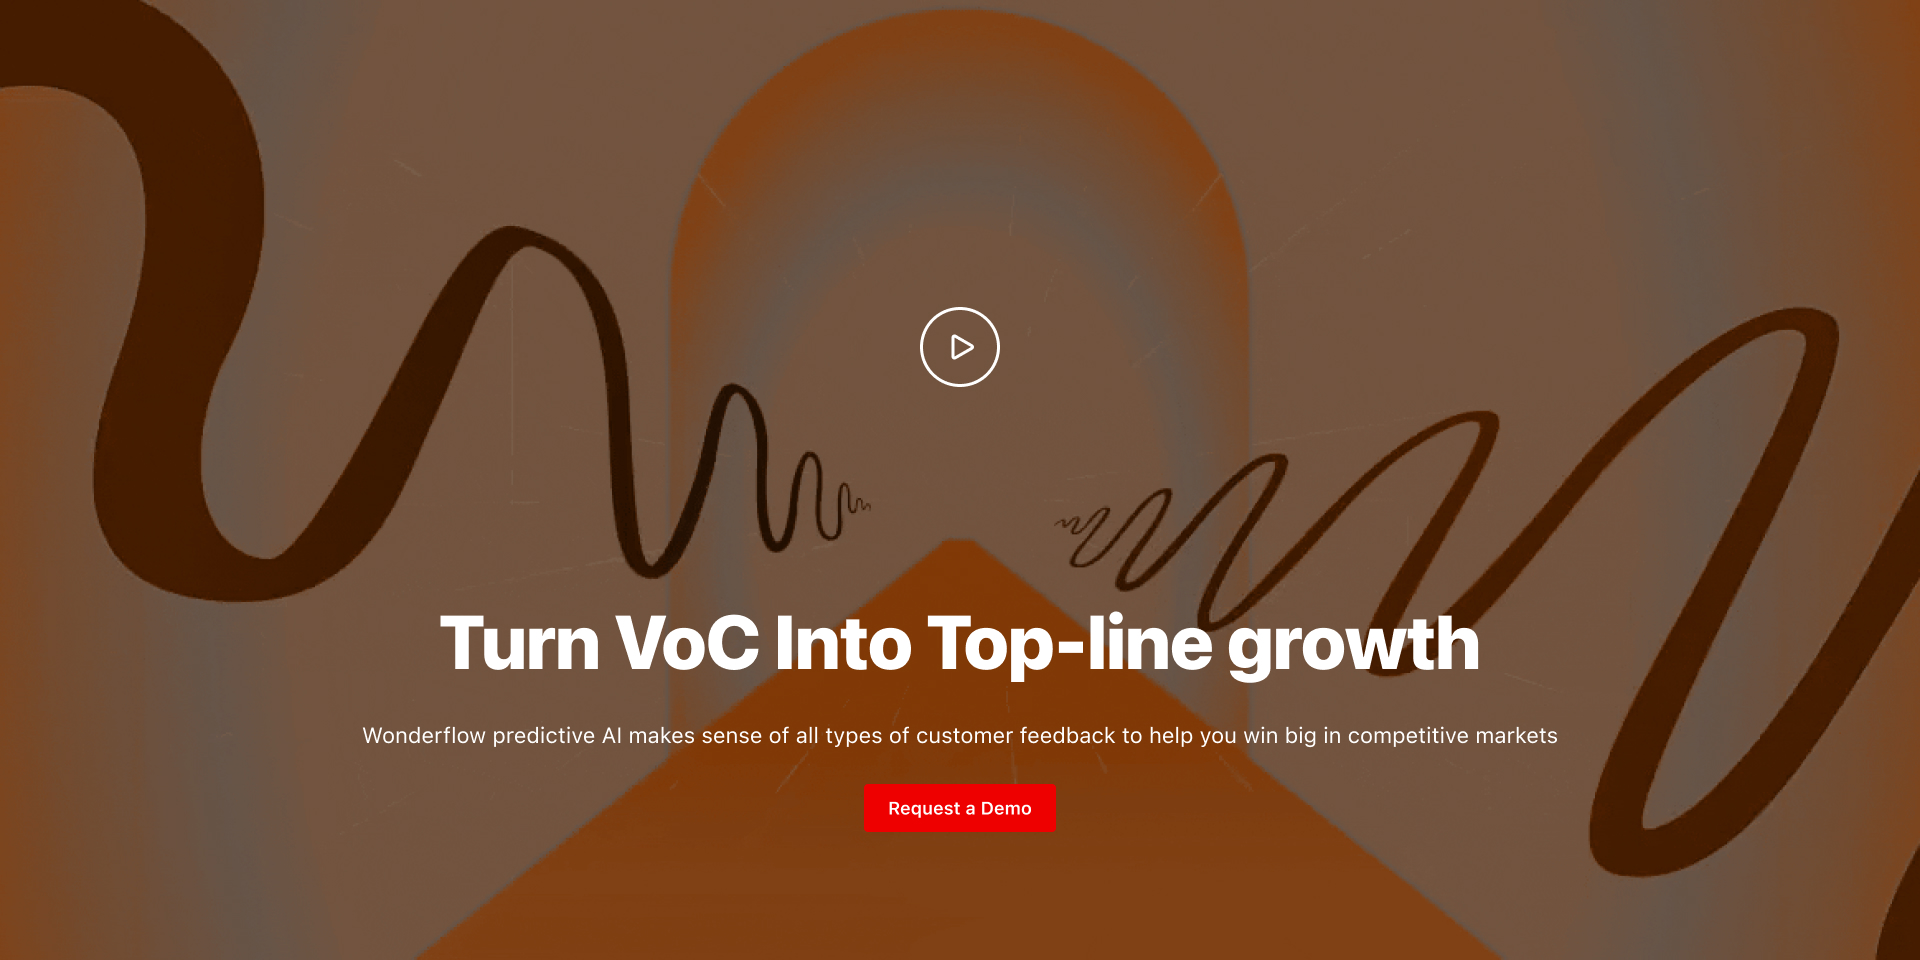 Turn VoC Into Top-line growth
Wonderflow predictive AI makes sense of all types of customer feedback to help you win big in competitive markets
Request a Demo